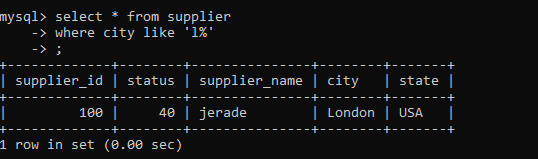 mysql> select * from supplier
    -> where city like 'l%'
    -> ;
+-------------+--------+---------------+--------+-------+
| supplier_id | status | supplier_name | city   | state |
+-------------+--------+---------------+--------+-------+
|         100 |     40 | jerade        | London | USA   |
+-------------+--------+---------------+--------+-------+
1 row in set (0.00 sec)